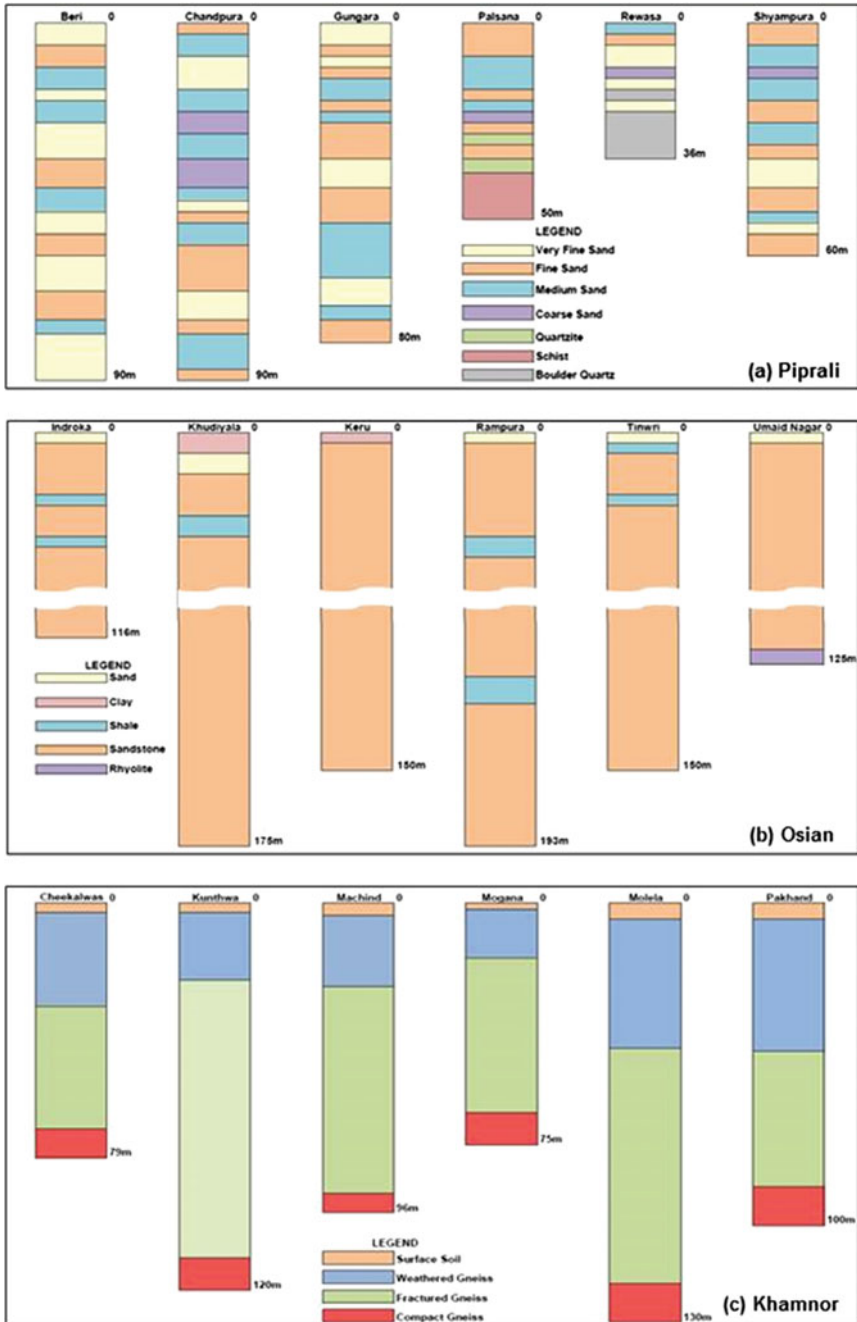 Beri 0 Chandpura 0 Gungara 0 Palsana 0 Rewasa 0 Shyampura 0
36m
50m
60m
LEGEND
Very Fine Sand
Fine Sand
Medium Sand
Coarse Sand
80m
Quartzite
Schist
90m 90m
Boulder Quartz
(a) Piprali
Indroka 0 Khudiyala 0 Keru 0 Rampura 0 Tinwri 0 Umaid Nagar 0
116m
125m
LEGEND
Sand
Clay
Shale
Sandstone
Rhyolite
150m 150m
175m 193m
(b) Osian
Cheekalwas 0 Kunthwa 0 Machind 0 Mogana 0 Molela 0 Pakhand 0
75m
79m
96m
100m
LEGEND
Surface Soil
Weathered Gneiss
Fractured Gneiss
Compact Gneiss
120m
130m
(c) Khamnor